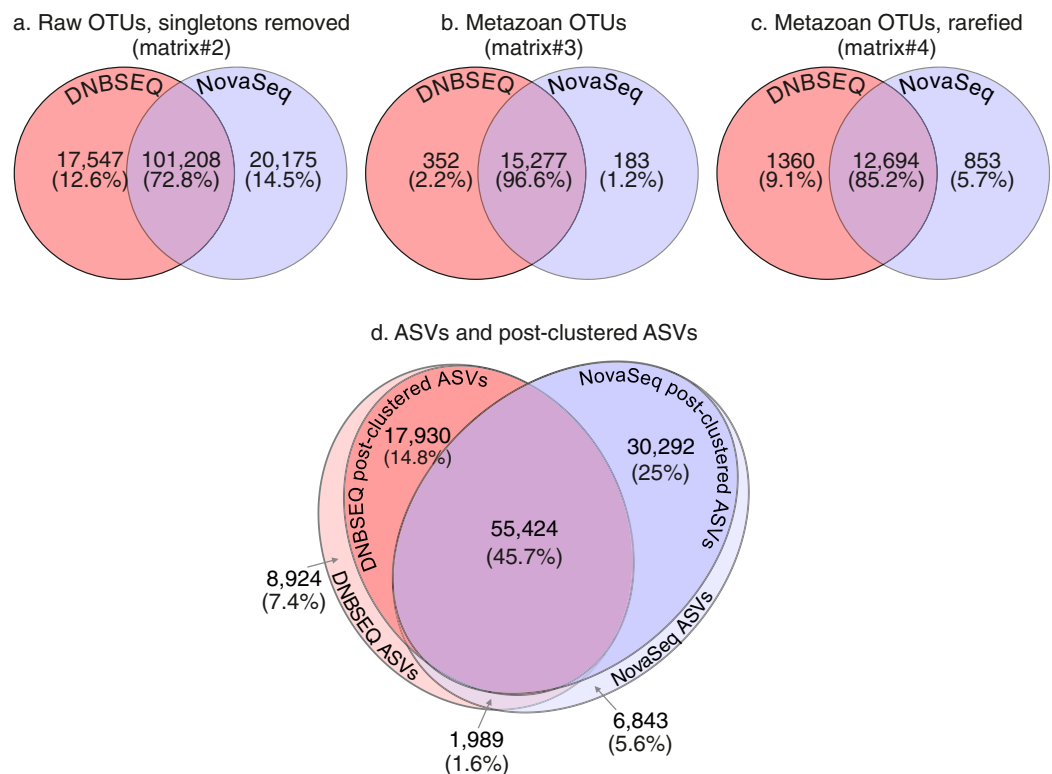 a. Raw OTUs, singletons removed
(matrix#2)
DNBSEQ
NovaSeq
17,547
(12.6%)
101,208
(72.8%)
20,175
(14.5%)
b. Metazoan OTUs
(matrix#3)
DNBSEQ
NovaSeq
352
(2.2%)
15,277
(96.6%)
183
(1.2%)
c. Metazoan OTUs, rarefied
(matrix#4)
DNBSEQ
NovaSeq
1360
(9.1%)
12,694
(85.2%)
853
(5.7%)
d. ASVs and post-clustered ASVs
DNBSEQ post-clustered ASVs
NovaSeq post-clustered ASVs
17,930
(14.8%)
30,292
(25%)
55,424
(45.7%)
8,924
(7.4%)
DNBSEQ ASVs
NovaSeq ASVs
1,989
(1.6%)
6,843
(5.6%)